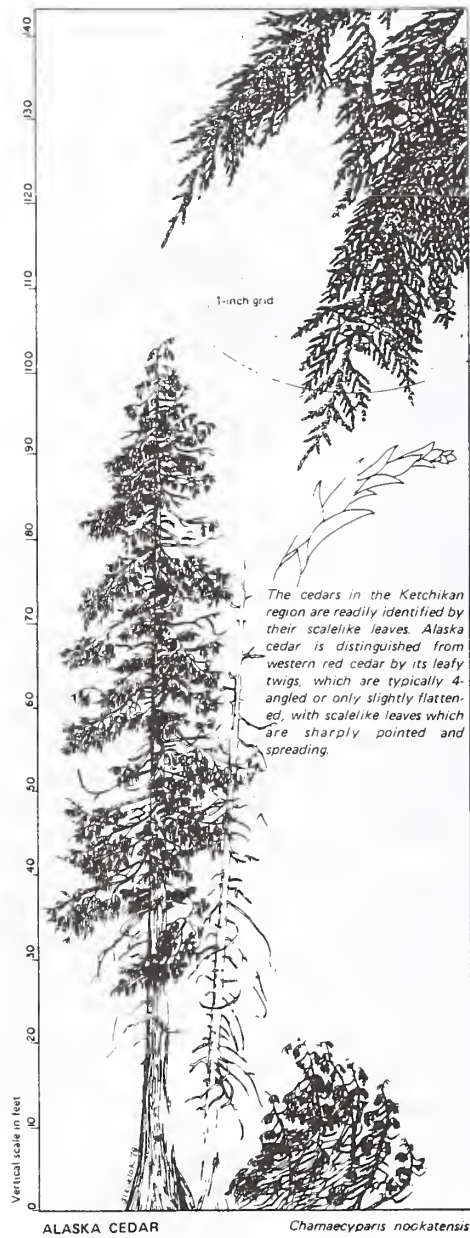 140
130
120
110
1-inch grid
100
90
80
The cedars in the Ketchikan
region are readily identified by
their scalelike leaves. Alaska
cedar is distinguished from
western red cedar by its leafy
twigs, which are typically 4-
angled or only slightly flatten-
ed, with scalelike leaves which
are sharply pointed and
spreading.
70
60
50
40
30
20
10
0
Vertical scale in feet
ALASKA CEDAR
Chamaecyparis nootkatensis